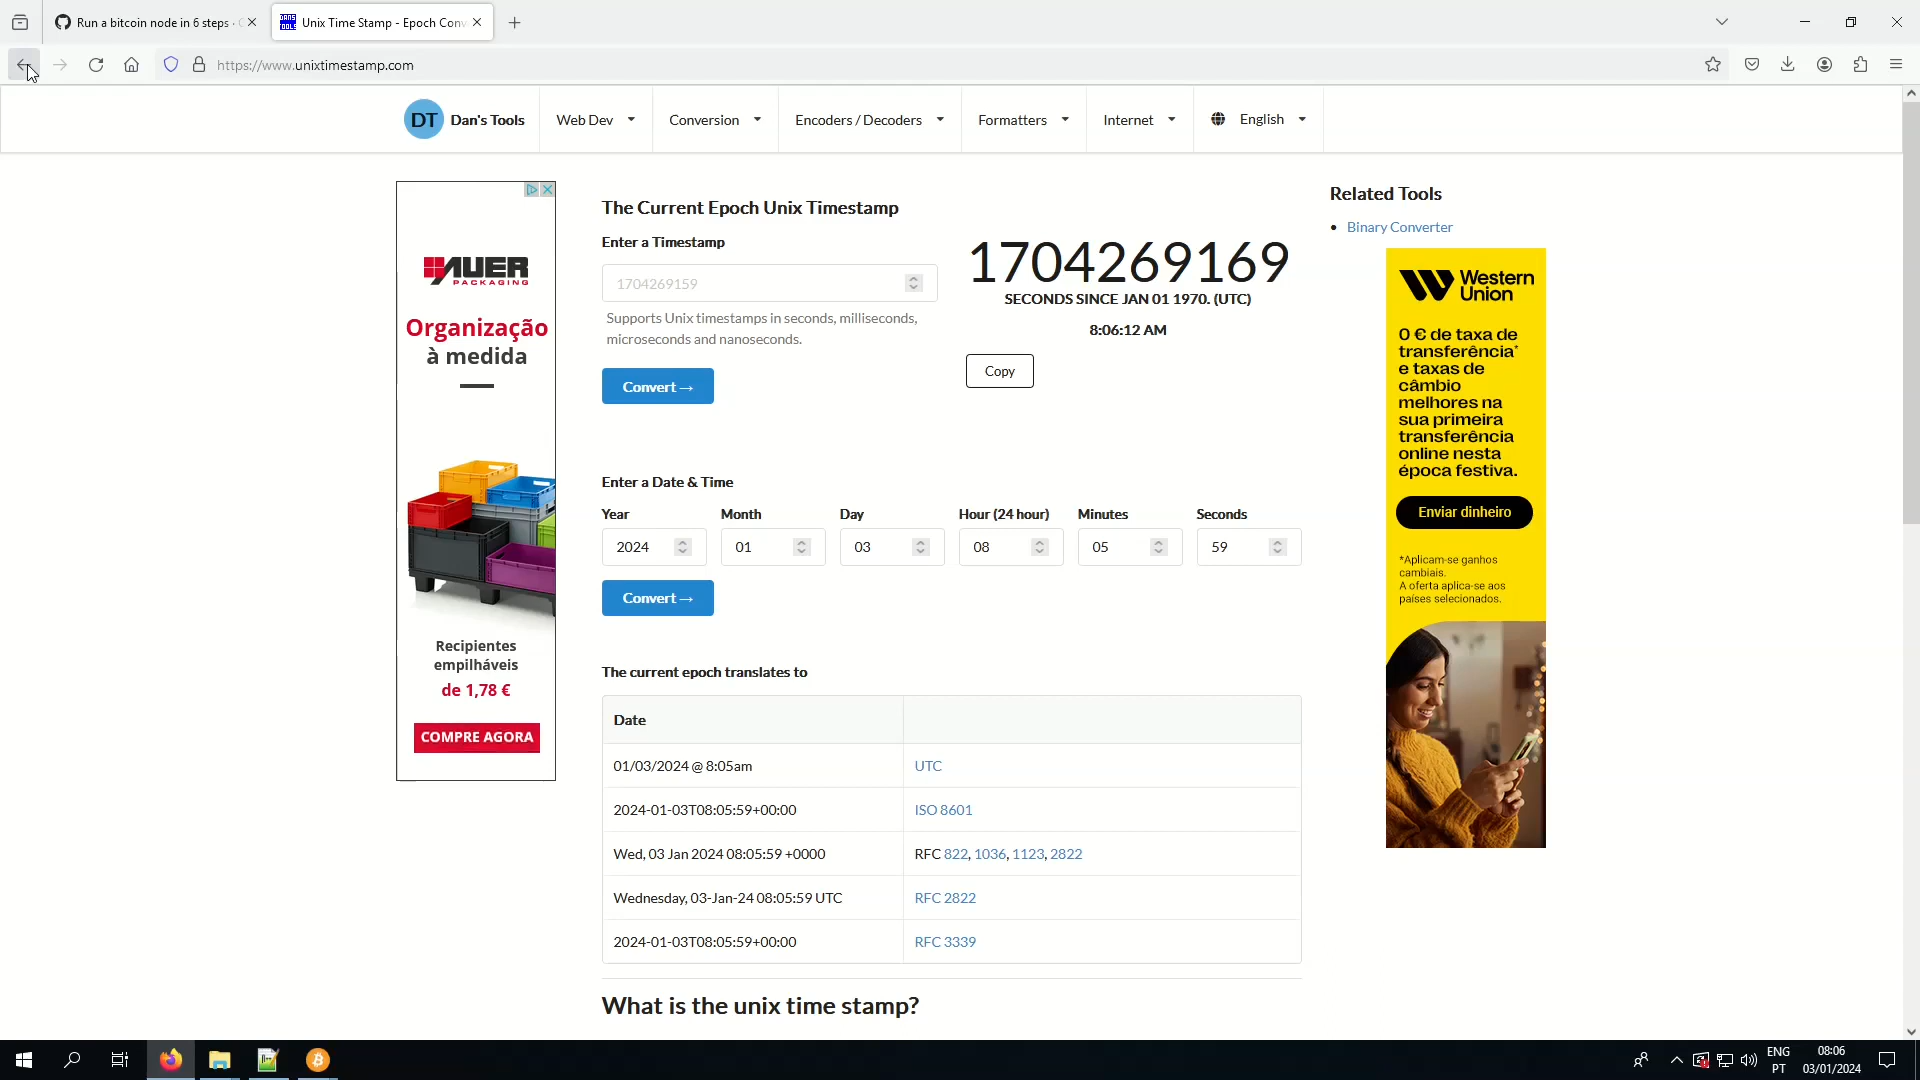 Run a bitcoin node in 6 steps ·
Unix Time Stamp - Epoch Conv
https://www.unixtimestamp.com
DT Dan's Tools
Web Dev
Conversion
Encoders / Decoders
Formatters
Internet
English
AUER
PACKAGING
Organização
à medida
Recipientes
empilháveis
de 1,78 €
COMPRE AGORA
The Current Epoch Unix Timestamp
Enter a Timestamp
1704269159
Supports Unix timestamps in seconds, milliseconds,
microseconds and nanoseconds.
Convert →
1704269169
SECONDS SINCE JAN 01 1970. (UTC)
8:06:12 AM
Copy
Enter a Date & Time
Year Month Day Hour (24 hour) Minutes Seconds
2024 01 03 08 05 59
Convert →
The current epoch translates to
Date
01/03/2024 @ 8:05am UTC
2024-01-03T08:05:59+00:00 ISO 8601
Wed, 03 Jan 2024 08:05:59 +0000 RFC 822, 1036, 1123, 2822
Wednesday, 03-Jan-24 08:05:59 UTC RFC 2822
2024-01-03T08:05:59+00:00 RFC 3339
What is the unix time stamp?
Related Tools
Binary Converter
Western
Union
0 € de taxa de
transferência*
e taxas de
câmbio
melhores na
sua primeira
transferência
online nesta
época festiva.
Enviar dinheiro
*Aplicam-se ganhos
cambiais.
A oferta aplica-se aos
países selecionados.
ENG
PT
08:06
03/01/2024